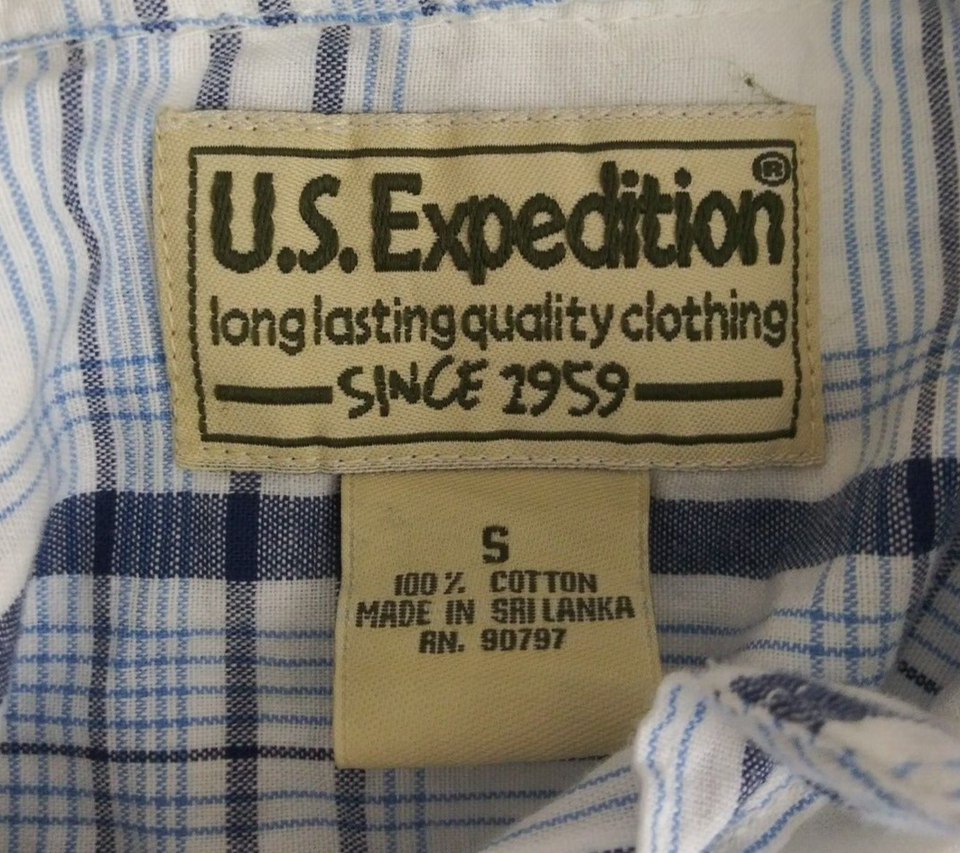 U.S. Expedition®
long lasting quality clothing
SINCE 1959
S
100% COTTON
MADE IN SRI LANKA
RN. 90797